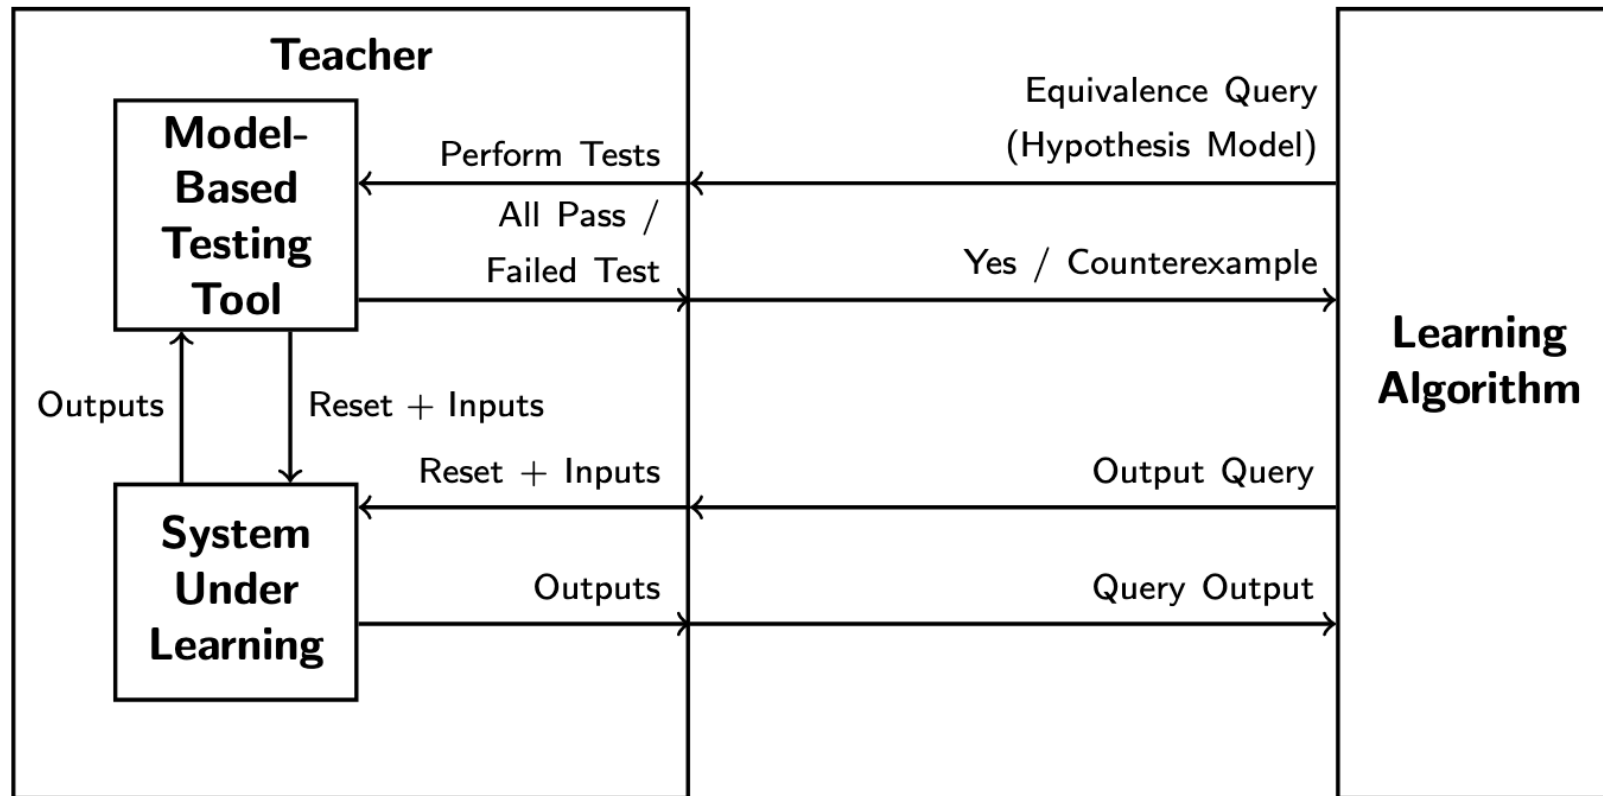 Teacher
Model-
Based
Testing
Tool
Perform Tests
All Pass /
Failed Test
Equivalence Query
(Hypothesis Model)
Yes / Counterexample
Learning
Algorithm
Outputs
Reset + Inputs
System
Under
Learning
Reset + Inputs
Outputs
Output Query
Query Output